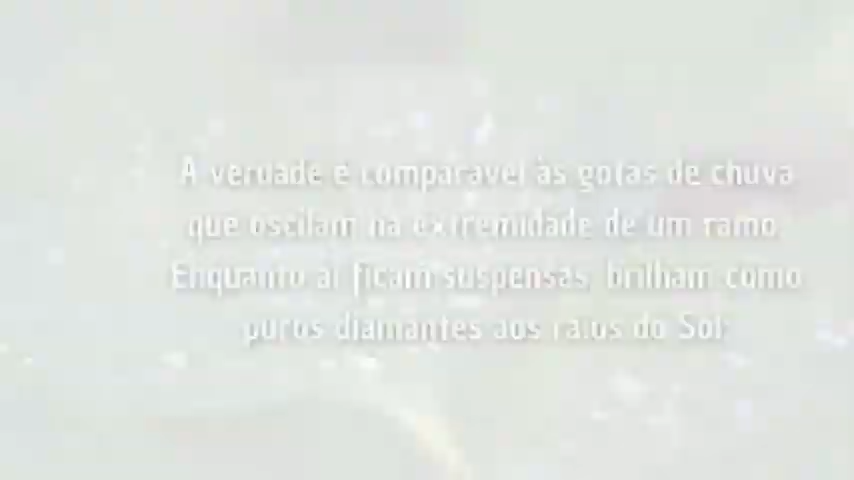 A verdade é comparável às gotas de chuva
que oscilam na extremidade de um ramo.
Enquanto aí ficam suspensas, brilham como
puros diamantes aos raios do Sol;